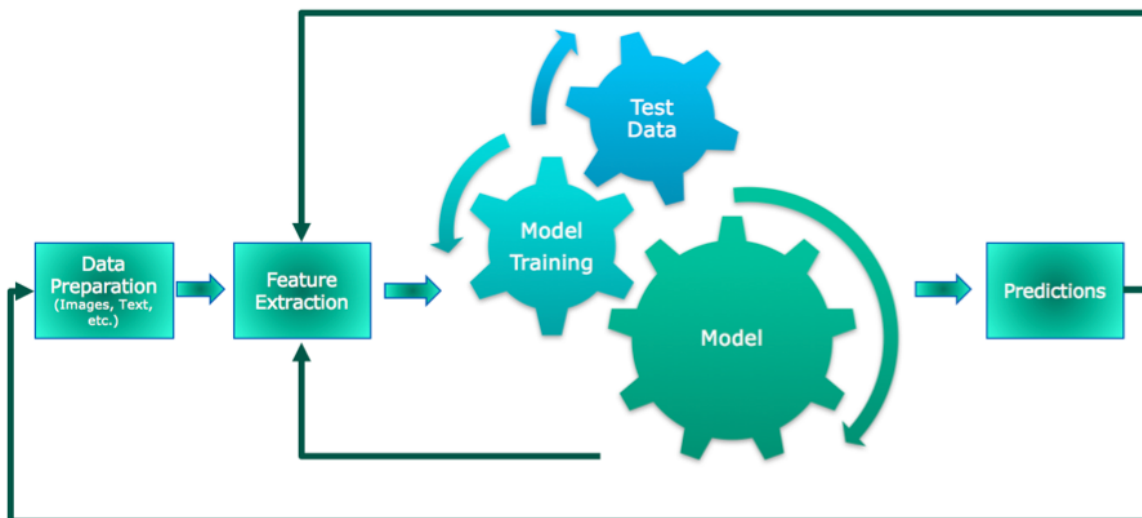 Data
Preparation
(Images, Text,
etc.)
Feature
Extraction
Test
Data
Model
Training
Model
Predictions